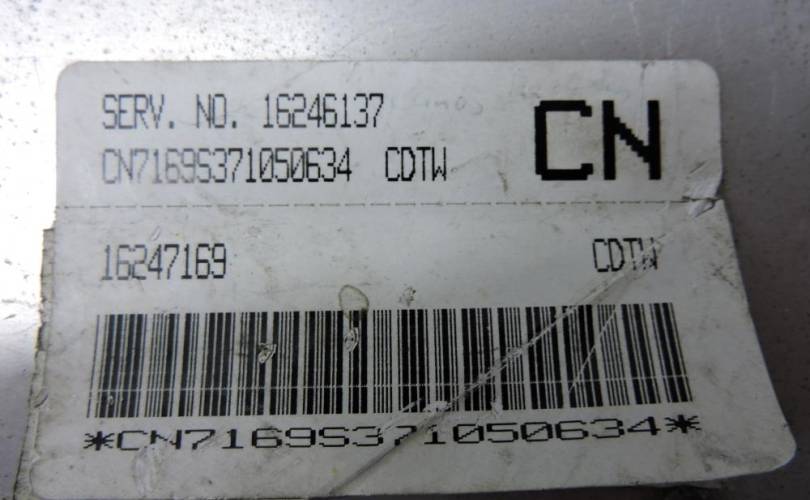 SERV. NO. 16246137
CN
CN7169S371050634 CDTW
16247169 CDTW
*CN7169S371050634*